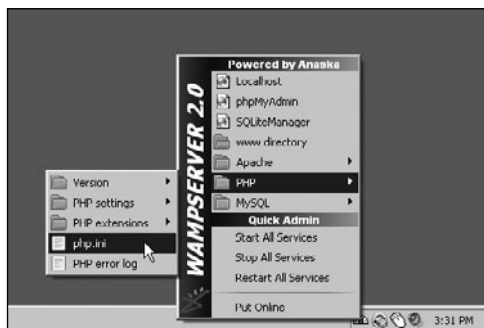 Powered by Anaska
Localhost
phpMyAdmin
SQLiteManager
www directory
Apache
PHP
MySQL
Quick Admin
Start All Services
Stop All Services
Restart All Services
Put Online
WAMPSERVER 2.0
Version
PHP settings
PHP extensions
php.ini
PHP error log
3:31 PM